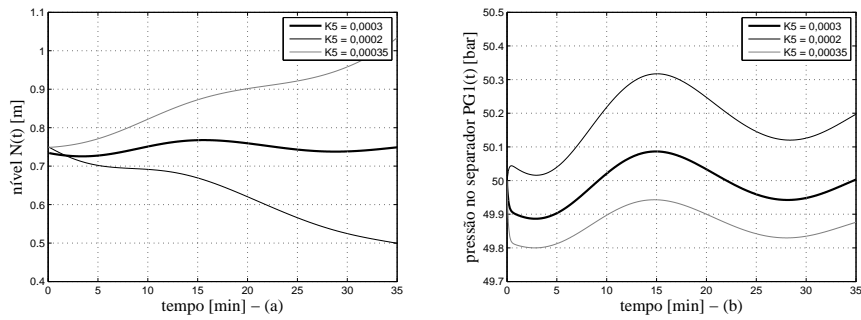 1.1
1
0.9
0.8
0.7
0.6
0.5
0.4
nível N(t) [m]
0 5 10 15 20 25 30 35
tempo [min] − (a)
K5 = 0,0003
K5 = 0,0002
K5 = 0,00035
50.5
50.4
50.3
50.2
50.1
50
49.9
49.8
49.7
pressão no separador PG1(t) [bar]
0 5 10 15 20 25 30 35
tempo [min] − (b)
K5 = 0,0003
K5 = 0,0002
K5 = 0,00035